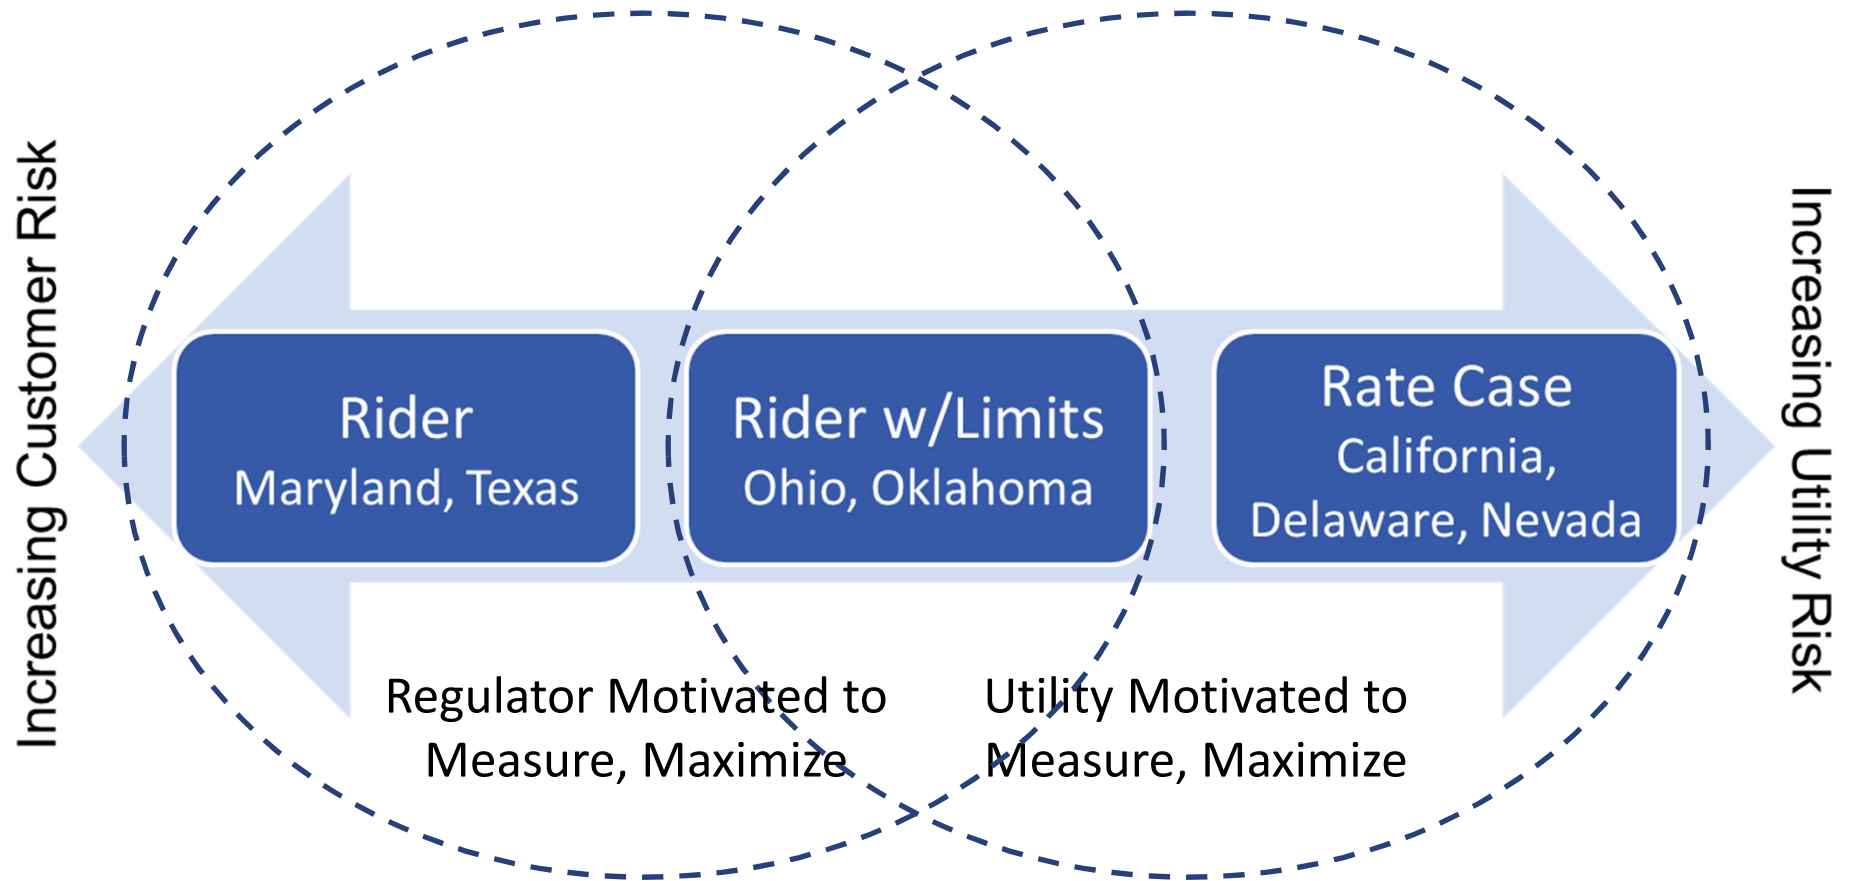 Increasing Customer Risk
Rider
Maryland, Texas
Rider w/Limits
Ohio, Oklahoma
Rate Case
California,
Delaware, Nevada
Increasing Utility Risk
Regulator Motivated to
Measure, Maximize
Utility Motivated to
Measure, Maximize